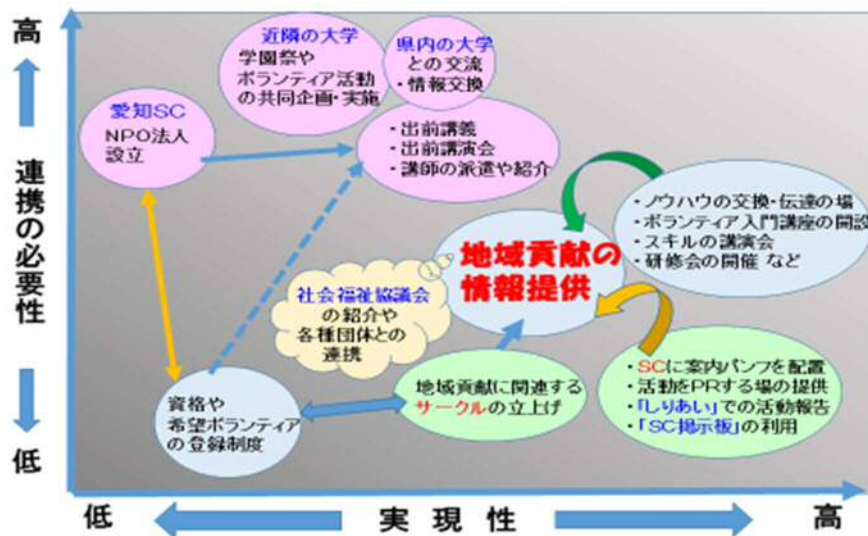 高
連携の必要性
低
近隣の大学
学園祭や
ボランティア活動
の共同企画・実施
県内の大学
との交流
・情報交換
愛知SC
NPO法人
設立
・出前講義
・出前講演会
・講師の派遣や紹介
・ノウハウの交換・伝達の場
・ボランティア入門講座の開設
・スキルの講演会
・研修会の開催 など
地域貢献の
情報提供
社会福祉協議会
の紹介や
各種団体との
連携
・SCに案内パンフを配置
・活動をPRする場の提供
・「しりあい」での活動報告
・「SC掲示板」の利用
地域貢献に関連する
サークルの立上げ
資格や
希望ボランティア
の登録制度
低
実現性
高